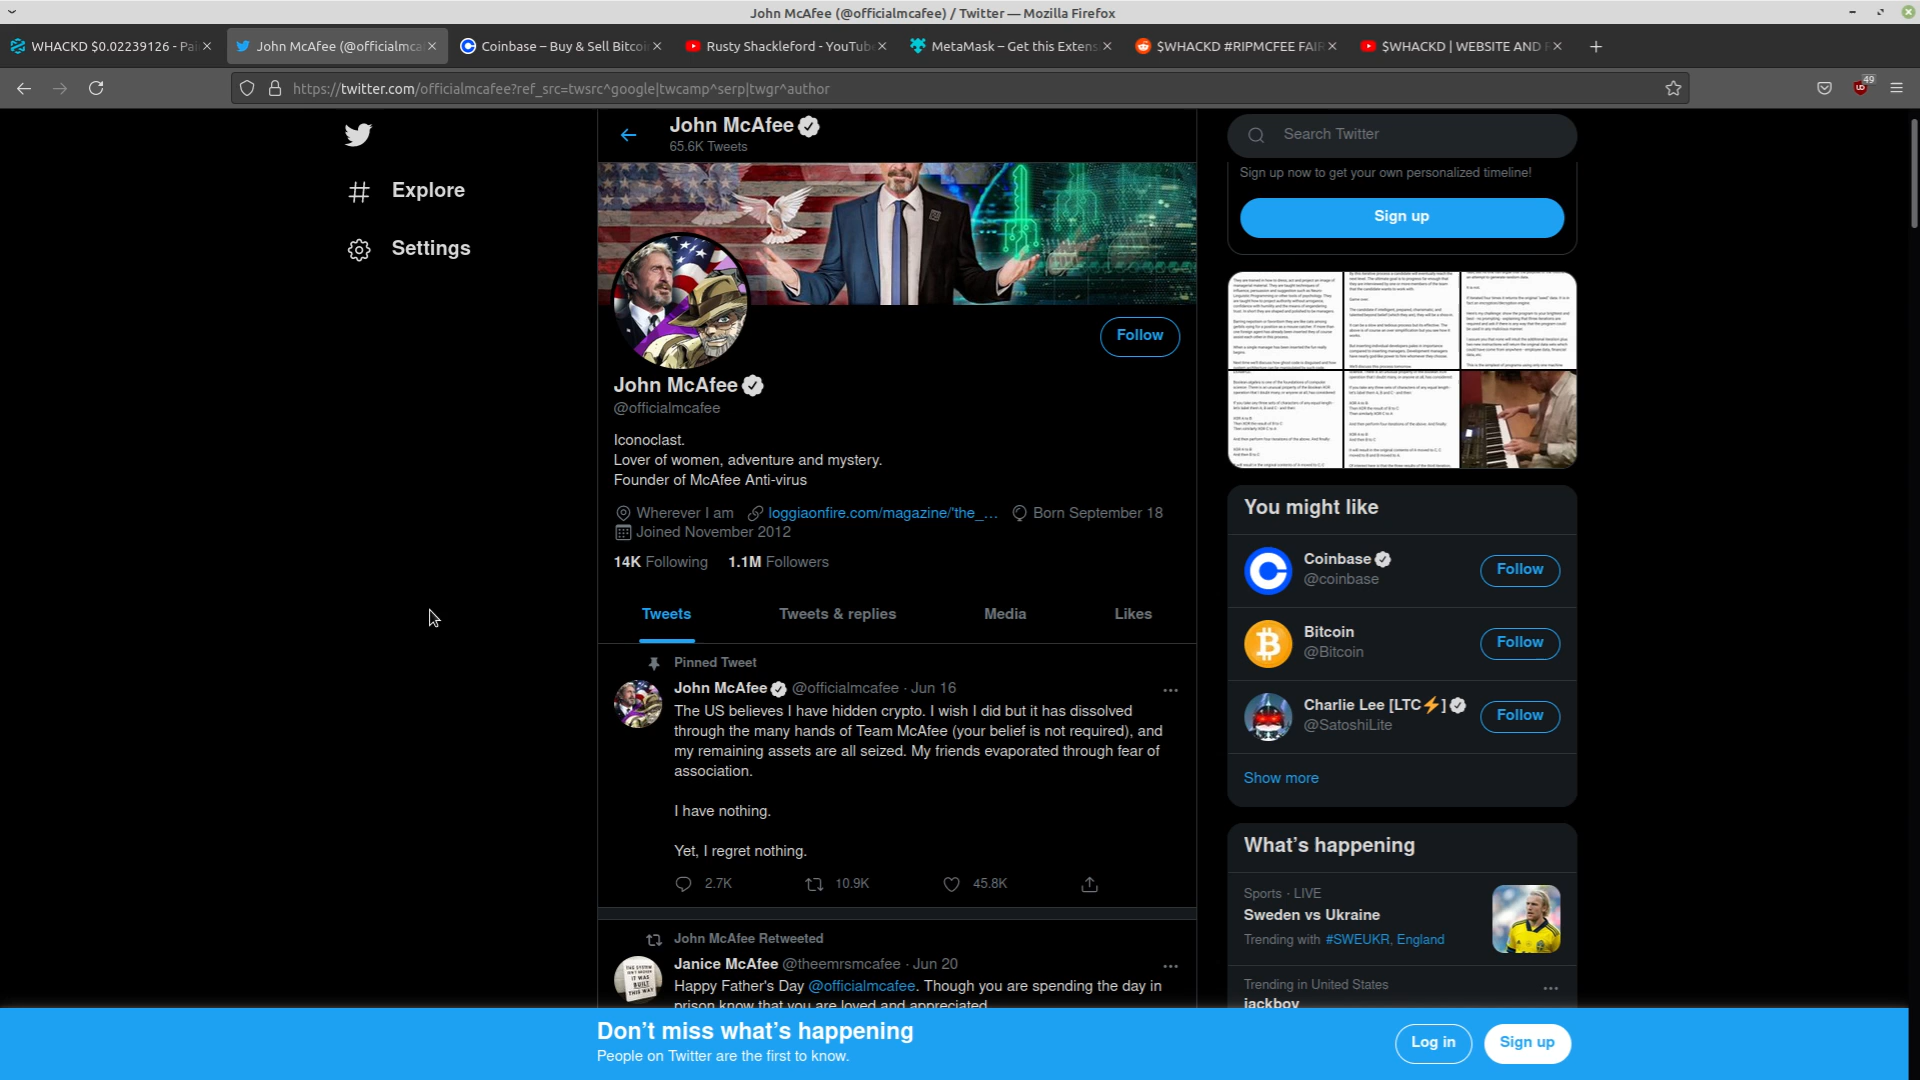 John McAfee (@officialmcafee) / Twitter — Mozilla Firefox
WHACKD $0.02239126 - Pai
John McAfee (@officialmca
Coinbase – Buy & Sell Bitcoi
Rusty Shackleford - YouTub
MetaMask – Get this Extens
$WHACKD #RIPMCFEE FAIR
$WHACKD | WEBSITE AND
https://twitter.com/officialmcafee?ref_src=twsrc^google|twcamp^serp|twgr^author
49
Explore
Settings
John McAfee
65.6K Tweets
Follow
John McAfee
@officialmcafee
Iconoclast.
Lover of women, adventure and mystery.
Founder of McAfee Anti-virus
Wherever I am loggiaonfire.com/magazine/'the_… Born September 18
Joined November 2012
14K Following 1.1M Followers
Tweets Tweets & replies Media Likes
Pinned Tweet
John McAfee @officialmcafee · Jun 16
The US believes I have hidden crypto. I wish I did but it has dissolved
through the many hands of Team McAfee (your belief is not required), and
my remaining assets are all seized. My friends evaporated through fear of
association.
I have nothing.
Yet, I regret nothing.
2.7K 10.9K 45.8K
John McAfee Retweeted
Janice McAfee @theemrsmcafee · Jun 20
Happy Father's Day @officialmcafee. Though you are spending the day in
prison know that you are loved and appreciated
Search Twitter
Sign up now to get your own personalized timeline!
Sign up
You might like
Coinbase
@coinbase
Follow
Bitcoin
@Bitcoin
Follow
Charlie Lee [LTC⚡]
@SatoshiLite
Follow
Show more
What's happening
Sports · LIVE
Sweden vs Ukraine
Trending with #SWEUKR, England
Trending in United States
jackboy
Don't miss what's happening
People on Twitter are the first to know.
Log in
Sign up